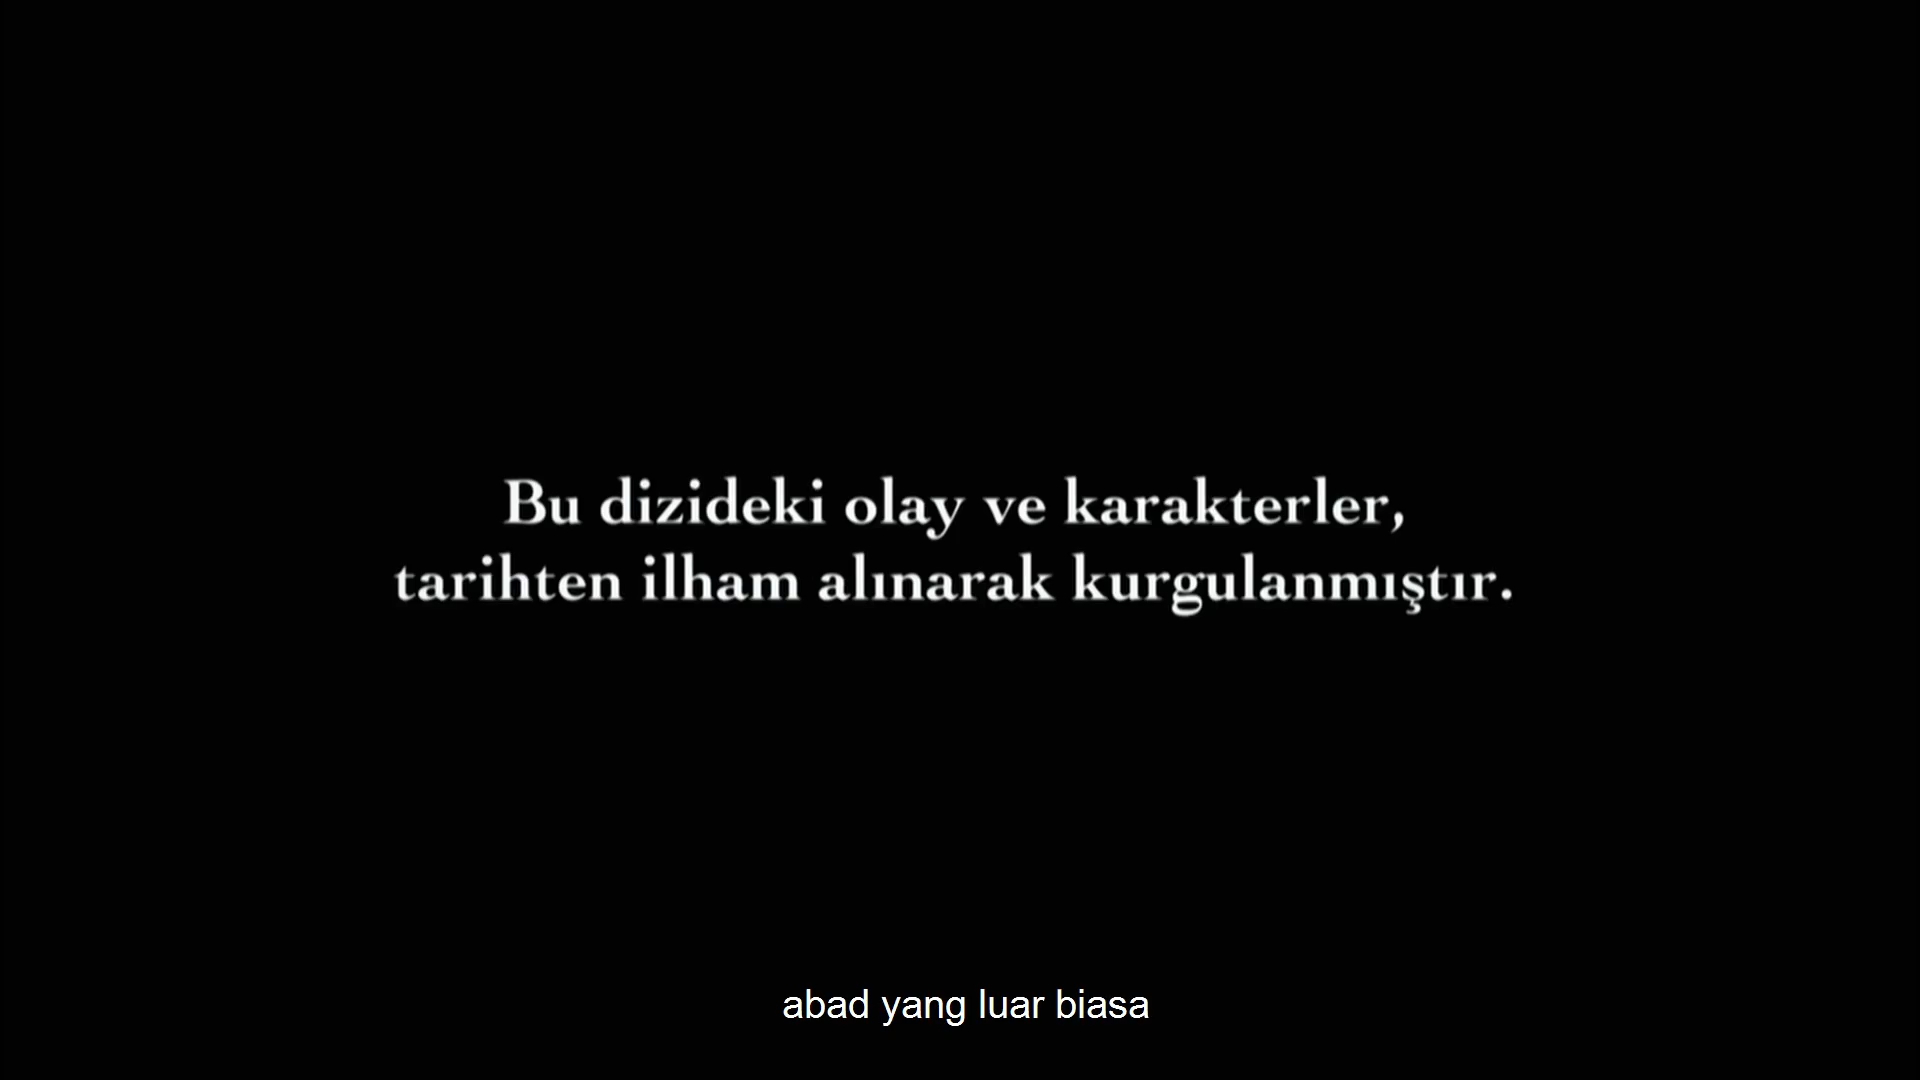 Bu dizideki olay ve karakterler,
tarihten ilham alınarak kurgulanmıştır.
abad yang luar biasa